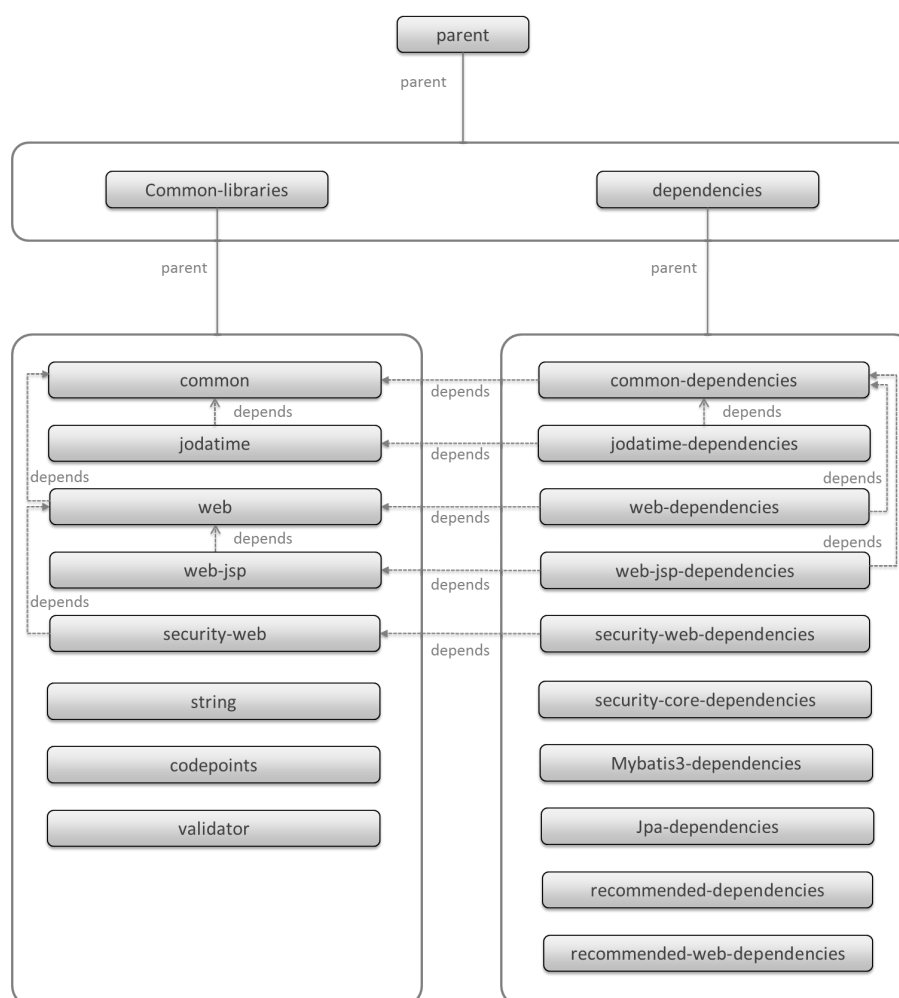 parent
parent
Common-libraries
dependencies
parent
parent
common
depends
common-dependencies
depends
depends
jodatime
depends
jodatime-dependencies
depends
depends
web
depends
web-dependencies
depends
depends
web-jsp
depends
web-jsp-dependencies
depends
security-web
depends
security-web-dependencies
string
security-core-dependencies
codepoints
Mybatis3-dependencies
validator
Jpa-dependencies
recommended-dependencies
recommended-web-dependencies